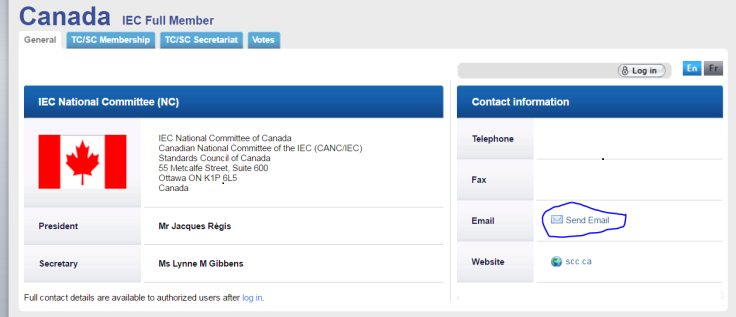 Canada IEC Full Member
General TC/SC Membership TC/SC Secretariat Votes
Log in En Fr
IEC National Committee (NC)
IEC National Committee of Canada
Canadian National Committee of the IEC (CANC/IEC)
Standards Council of Canada
55 Metcalfe Street, Suite 600
Ottawa ON K1P 6L5
Canada
President Mr Jacques Régis
Secretary Ms Lynne M Gibbens
Full contact details are available to authorized users after log in.
Contact information
Telephone
Fax
Email Send Email
Website scc.ca